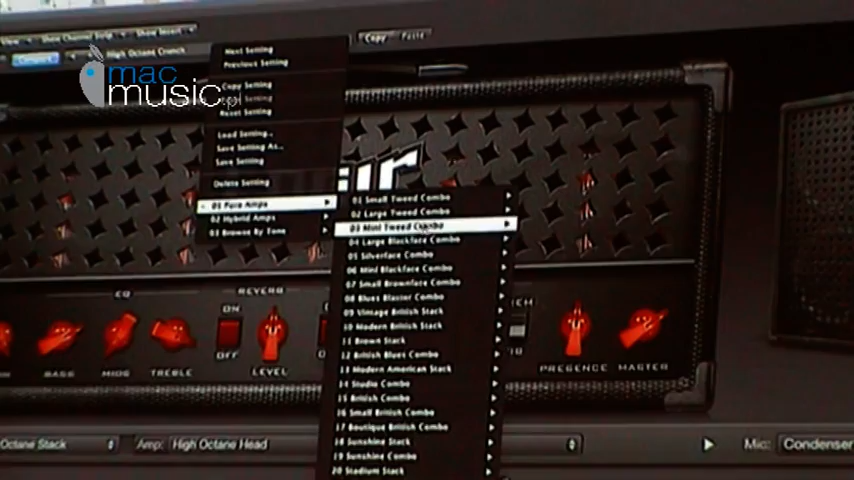 View Show Channel Strip Show Insert
Compare High Octane Crunch Copy Paste
mac
music.pl
Next Setting
Previous Setting
Copy Setting
Setting
Reset Setting
Load Setting...
Save Setting As...
Save Setting
Delete Setting
01 Pure Amps
02 Hybrid Amps
03 Browse By Tone
01 Small Tweed Combo
02 Large Tweed Combo
03 Mini Tweed Combo
04 Large Blackface Combo
05 Silverface Combo
06 Mini Blackface Combo
07 Small Brownface Combo
08 Blues Blaster Combo
09 Vintage British Stack
10 Modern British Stack
11 Brown Stack
12 British Blues Combo
13 Modern American Stack
14 Studio Combo
15 British Combo
16 Small British Combo
17 Boutique British Combo
18 Sunshine Stack
19 Sunshine Combo
20 Stadium Stack
EQ
BASS MIDS TREBLE
REVERB
ON
OFF
LEVEL
PRESENCE MASTER
Octane Stack Amp: High Octane Head Mic: Condenser